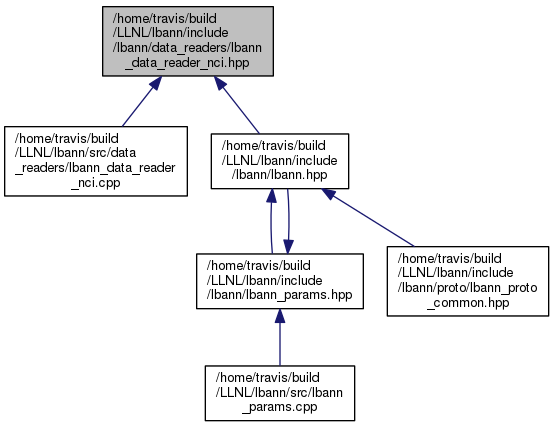 /home/travis/build
/LLNL/lbann/include
/lbann/data_readers/lbann
_data_reader_nci.hpp
/home/travis/build
/LLNL/lbann/src/data
_readers/lbann_data_reader
_nci.cpp
/home/travis/build
/LLNL/lbann/include
/lbann/lbann.hpp
/home/travis/build
/LLNL/lbann/include
/lbann/lbann_params.hpp
/home/travis/build
/LLNL/lbann/include
/lbann/proto/lbann_proto
_common.hpp
/home/travis/build
/LLNL/lbann/src/lbann
_params.cpp